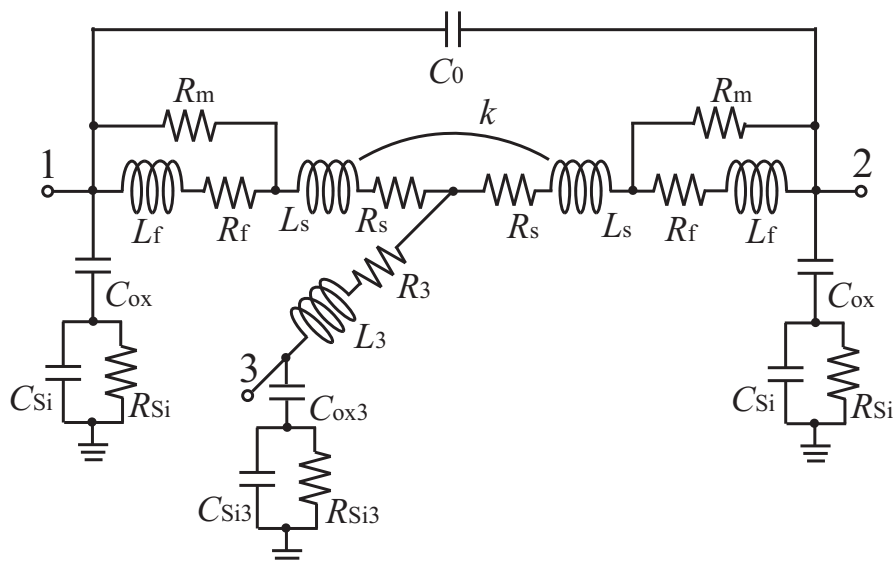 C0
Rm Rm
k
1 2
Lf Rf Ls Rs Rs Ls Rf Lf
R3
Cox Cox
L3
3
CSi RSi Cox3 CSi RSi
CSi3 RSi3